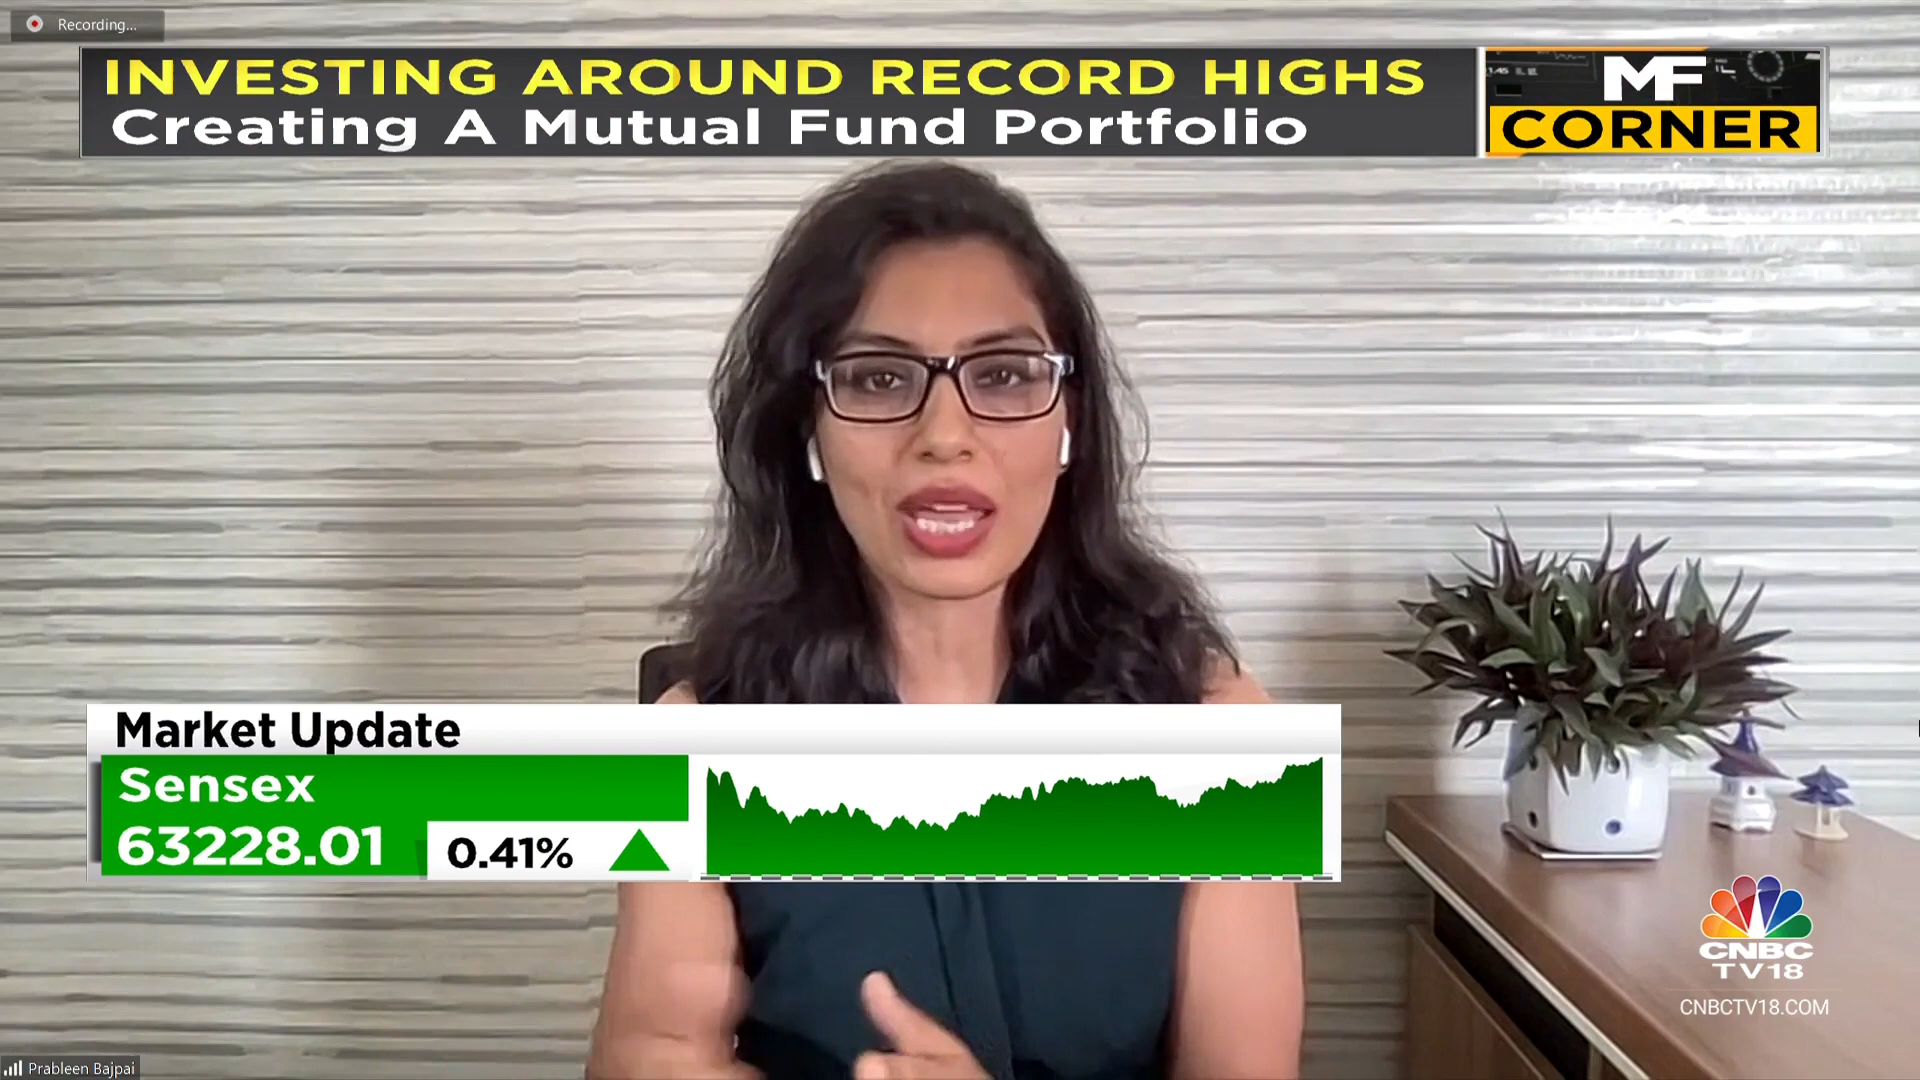 Recording...
INVESTING AROUND RECORD HIGHS
Creating A Mutual Fund Portfolio
MF
CORNER
Market Update
Sensex
63228.01
0.41%
CNBC
TV18
CNBCTV18.COM
Prableen Bajpai